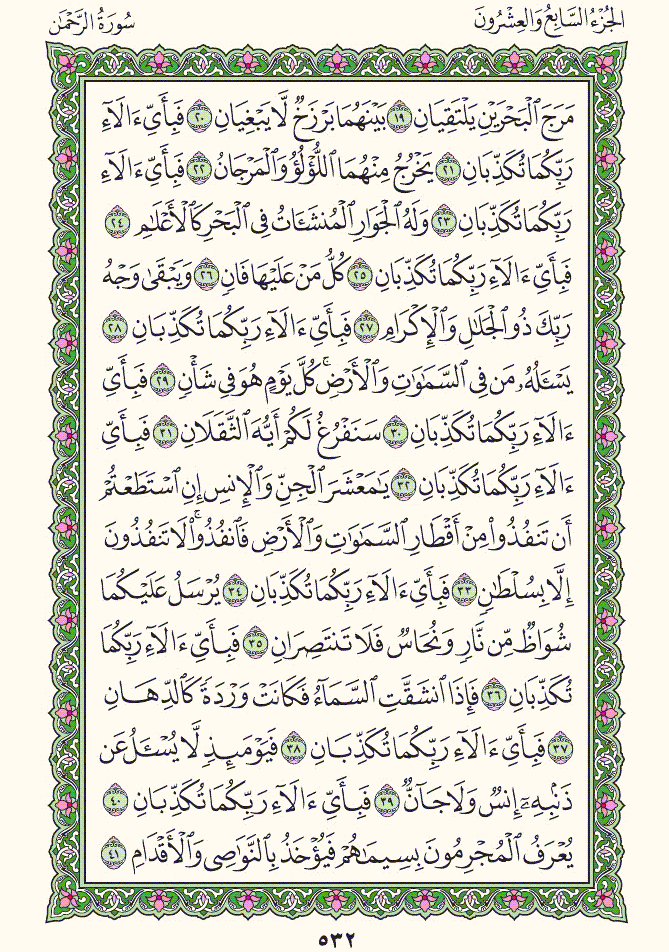 الجُزْءُ السَّابِعُ وَالعِشْرُونَ
سُورَةُ الرَّحْمَٰن
مَرَجَ ٱلْبَحْرَيْنِ يَلْتَقِيَانِ ١٩ بَيْنَهُمَا بَرْزَخٌ لَّا يَبْغِيَانِ ٢٠ فَبِأَىِّ ءَالَآءِ
رَبِّكُمَا تُكَذِّبَانِ ٢١ يَخْرُجُ مِنْهُمَا ٱللُّؤْلُؤُ وَٱلْمَرْجَانُ ٢٢ فَبِأَىِّ ءَالَآءِ
رَبِّكُمَا تُكَذِّبَانِ ٢٣ وَلَهُ ٱلْجَوَارِ ٱلْمُنشَـَٔاتُ فِى ٱلْبَحْرِ كَٱلْأَعْلَٰمِ ٢٤
فَبِأَىِّ ءَالَآءِ رَبِّكُمَا تُكَذِّبَانِ ٢٥ كُلُّ مَنْ عَلَيْهَا فَانٍ ٢٦ وَيَبْقَىٰ وَجْهُ
رَبِّكَ ذُو ٱلْجَلَٰلِ وَٱلْإِكْرَامِ ٢٧ فَبِأَىِّ ءَالَآءِ رَبِّكُمَا تُكَذِّبَانِ ٢٨
يَسْـَٔلُهُۥ مَن فِى ٱلسَّمَٰوَٰتِ وَٱلْأَرْضِ ۚ كُلَّ يَوْمٍ هُوَ فِى شَأْنٍ ٢٩ فَبِأَىِّ
ءَالَآءِ رَبِّكُمَا تُكَذِّبَانِ ٣٠ سَنَفْرُغُ لَكُمْ أَيُّهَ ٱلثَّقَلَانِ ٣١ فَبِأَىِّ
ءَالَآءِ رَبِّكُمَا تُكَذِّبَانِ ٣٢ يَٰمَعْشَرَ ٱلْجِنِّ وَٱلْإِنسِ إِنِ ٱسْتَطَعْتُمْ
أَن تَنفُذُوا۟ مِنْ أَقْطَارِ ٱلسَّمَٰوَٰتِ وَٱلْأَرْضِ فَٱنفُذُوا۟ ۚ لَا تَنفُذُونَ
إِلَّا بِسُلْطَٰنٍ ٣٣ فَبِأَىِّ ءَالَآءِ رَبِّكُمَا تُكَذِّبَانِ ٣٤ يُرْسَلُ عَلَيْكُمَا
شُوَاظٌ مِّن نَّارٍ وَنُحَاسٌ فَلَا تَنتَصِرَانِ ٣٥ فَبِأَىِّ ءَالَآءِ رَبِّكُمَا
تُكَذِّبَانِ ٣٦ فَإِذَا ٱنشَقَّتِ ٱلسَّمَآءُ فَكَانَتْ وَرْدَةً كَٱلدِّهَانِ
٣٧ فَبِأَىِّ ءَالَآءِ رَبِّكُمَا تُكَذِّبَانِ ٣٨ فَيَوْمَئِذٍ لَّا يُسْـَٔلُ عَن
ذَنۢبِهِۦٓ إِنسٌ وَلَا جَآنٌّ ٣٩ فَبِأَىِّ ءَالَآءِ رَبِّكُمَا تُكَذِّبَانِ ٤٠
يُعْرَفُ ٱلْمُجْرِمُونَ بِسِيمَٰهُمْ فَيُؤْخَذُ بِٱلنَّوَٰصِى وَٱلْأَقْدَامِ ٤١
٥٣٢